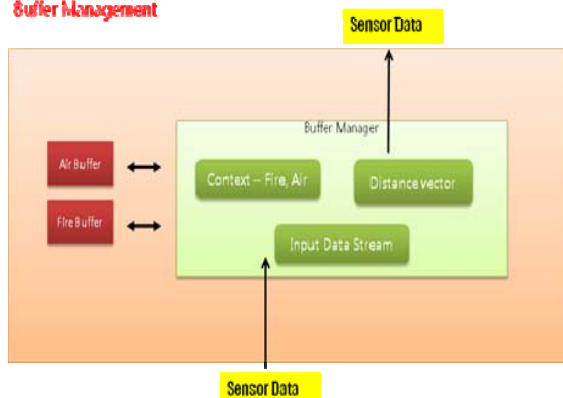 Buffer Management
Sensor Data
Buffer Manager
Air Buffer
Context – Fire, Air
Distance vector
Fire Buffer
Input Data Stream
Sensor Data